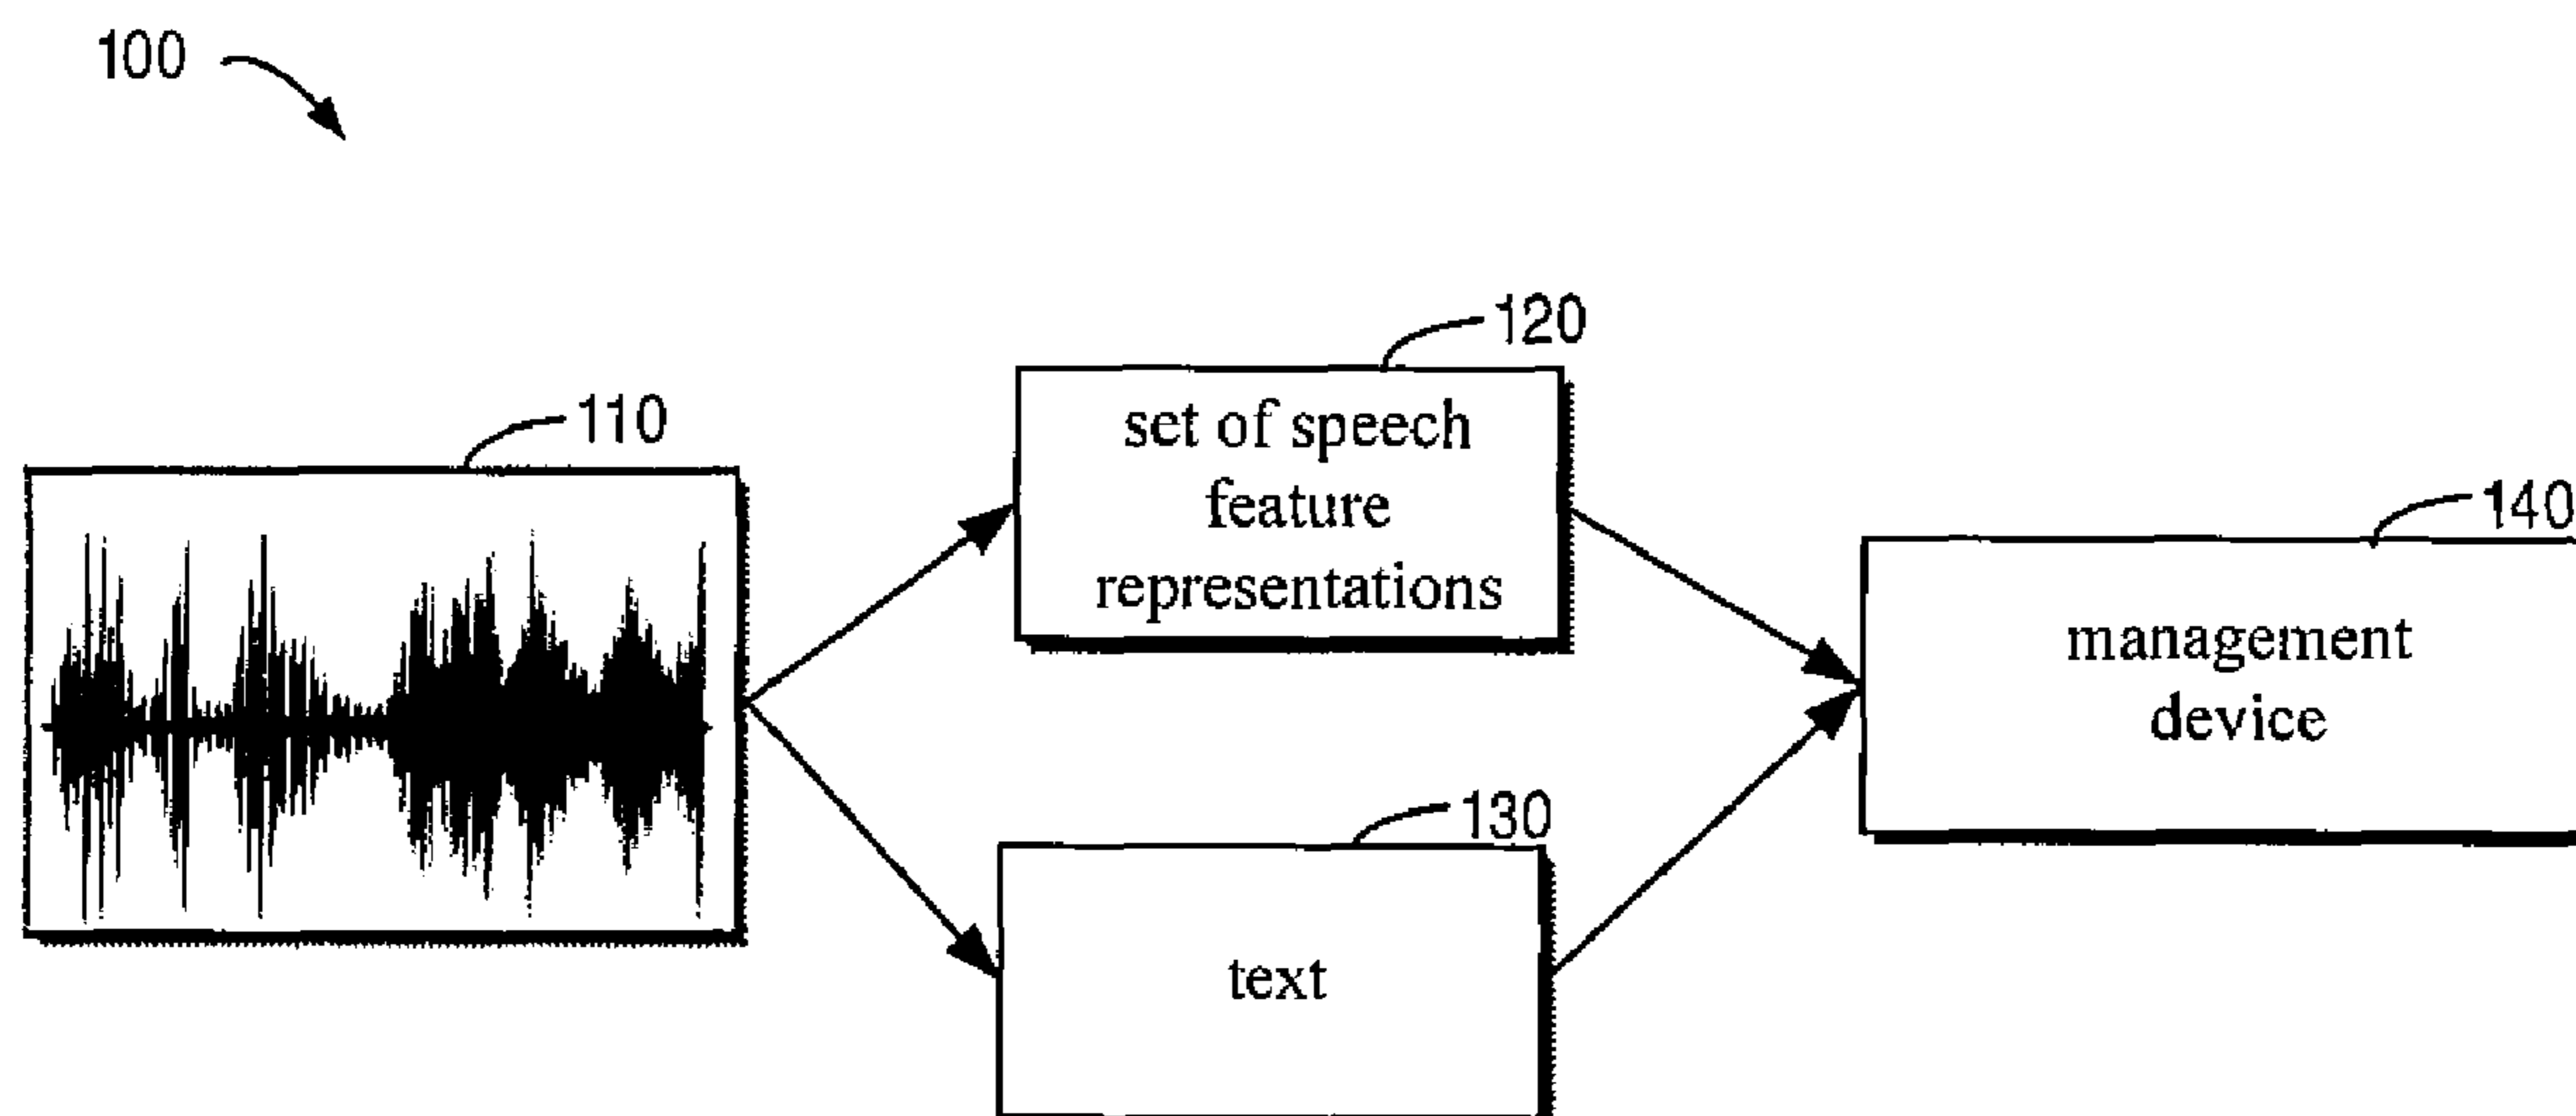 100
120
set of speech
feature
representations
110
140
management
device
130
text